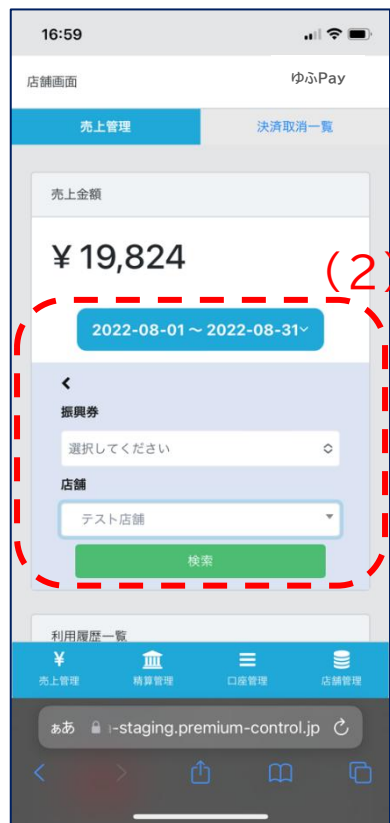 16:59
店舗画面 ゆふPay
売上管理 決済取消一覧
売上金額
¥ 19,824
(2)
2022-08-01 ~ 2022-08-31
振興券
選択してください
店舗
テスト店舗
検索
利用履歴一覧
¥
売上管理 精算管理 口座管理 店舗管理
ああ -staging.premium-control.jp